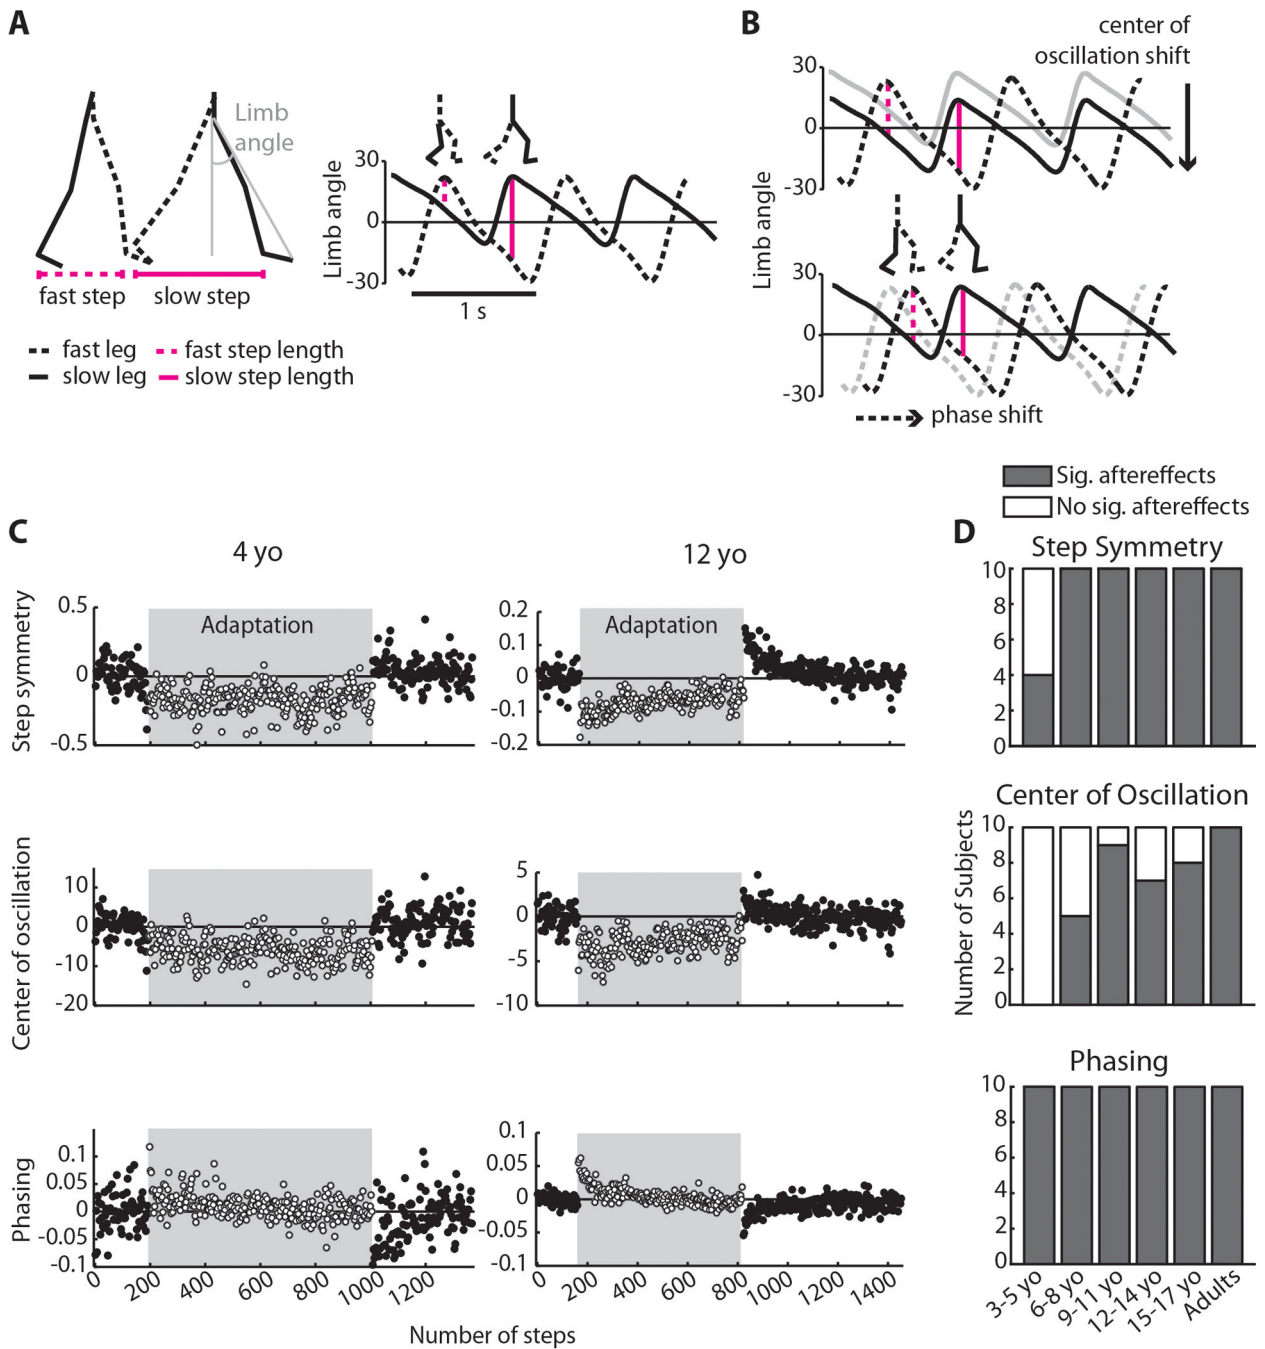 A
Limb
angle
fast step
slow step
fast leg
fast step length
slow leg
slow step length
Limb angle
30
0
-30
1 s
B
center of
oscillation shift
30
0
-30
Limb angle
30
0
-30
phase shift
Sig. aftereffects
No sig. aftereffects
C
4 yo
12 yo
Step symmetry
0.5
0
-0.5
Adaptation
0.2
0.1
0
-0.1
-0.2
Adaptation
Center of oscillation
10
0
-10
-20
5
0
-5
-10
Phasing
0.1
0.05
0
-0.05
-0.1
0.1
0.05
0
-0.05
-0.1
0 200 400 600 800 1000 1200
0 200 400 600 800 1000 1200 1400
Number of steps
D
Step Symmetry
10
8
6
4
2
0
Center of Oscillation
Number of Subjects
10
8
6
4
2
0
Phasing
10
8
6
4
2
0
3-5 yo
6-8 yo
9-11 yo
12-14 yo
15-17 yo
Adults